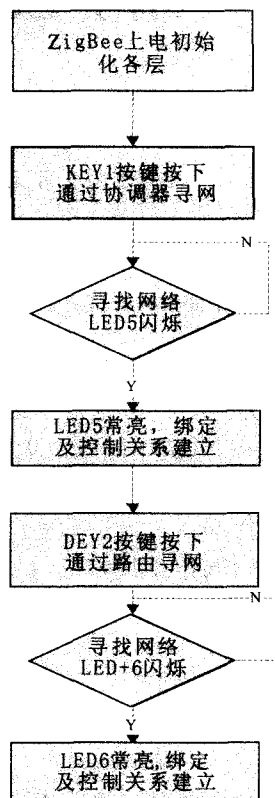 ZigBee上电初始
化各层
KEY1按键按下
通过协调器寻网
N
寻找网络
LED5闪烁
Y
LED5常亮，绑定
及控制关系建立
DEY2按键按下
通过路由寻网
N
寻找网络
LED+6闪烁
Y
LED6常亮,绑定
及控制关系建立